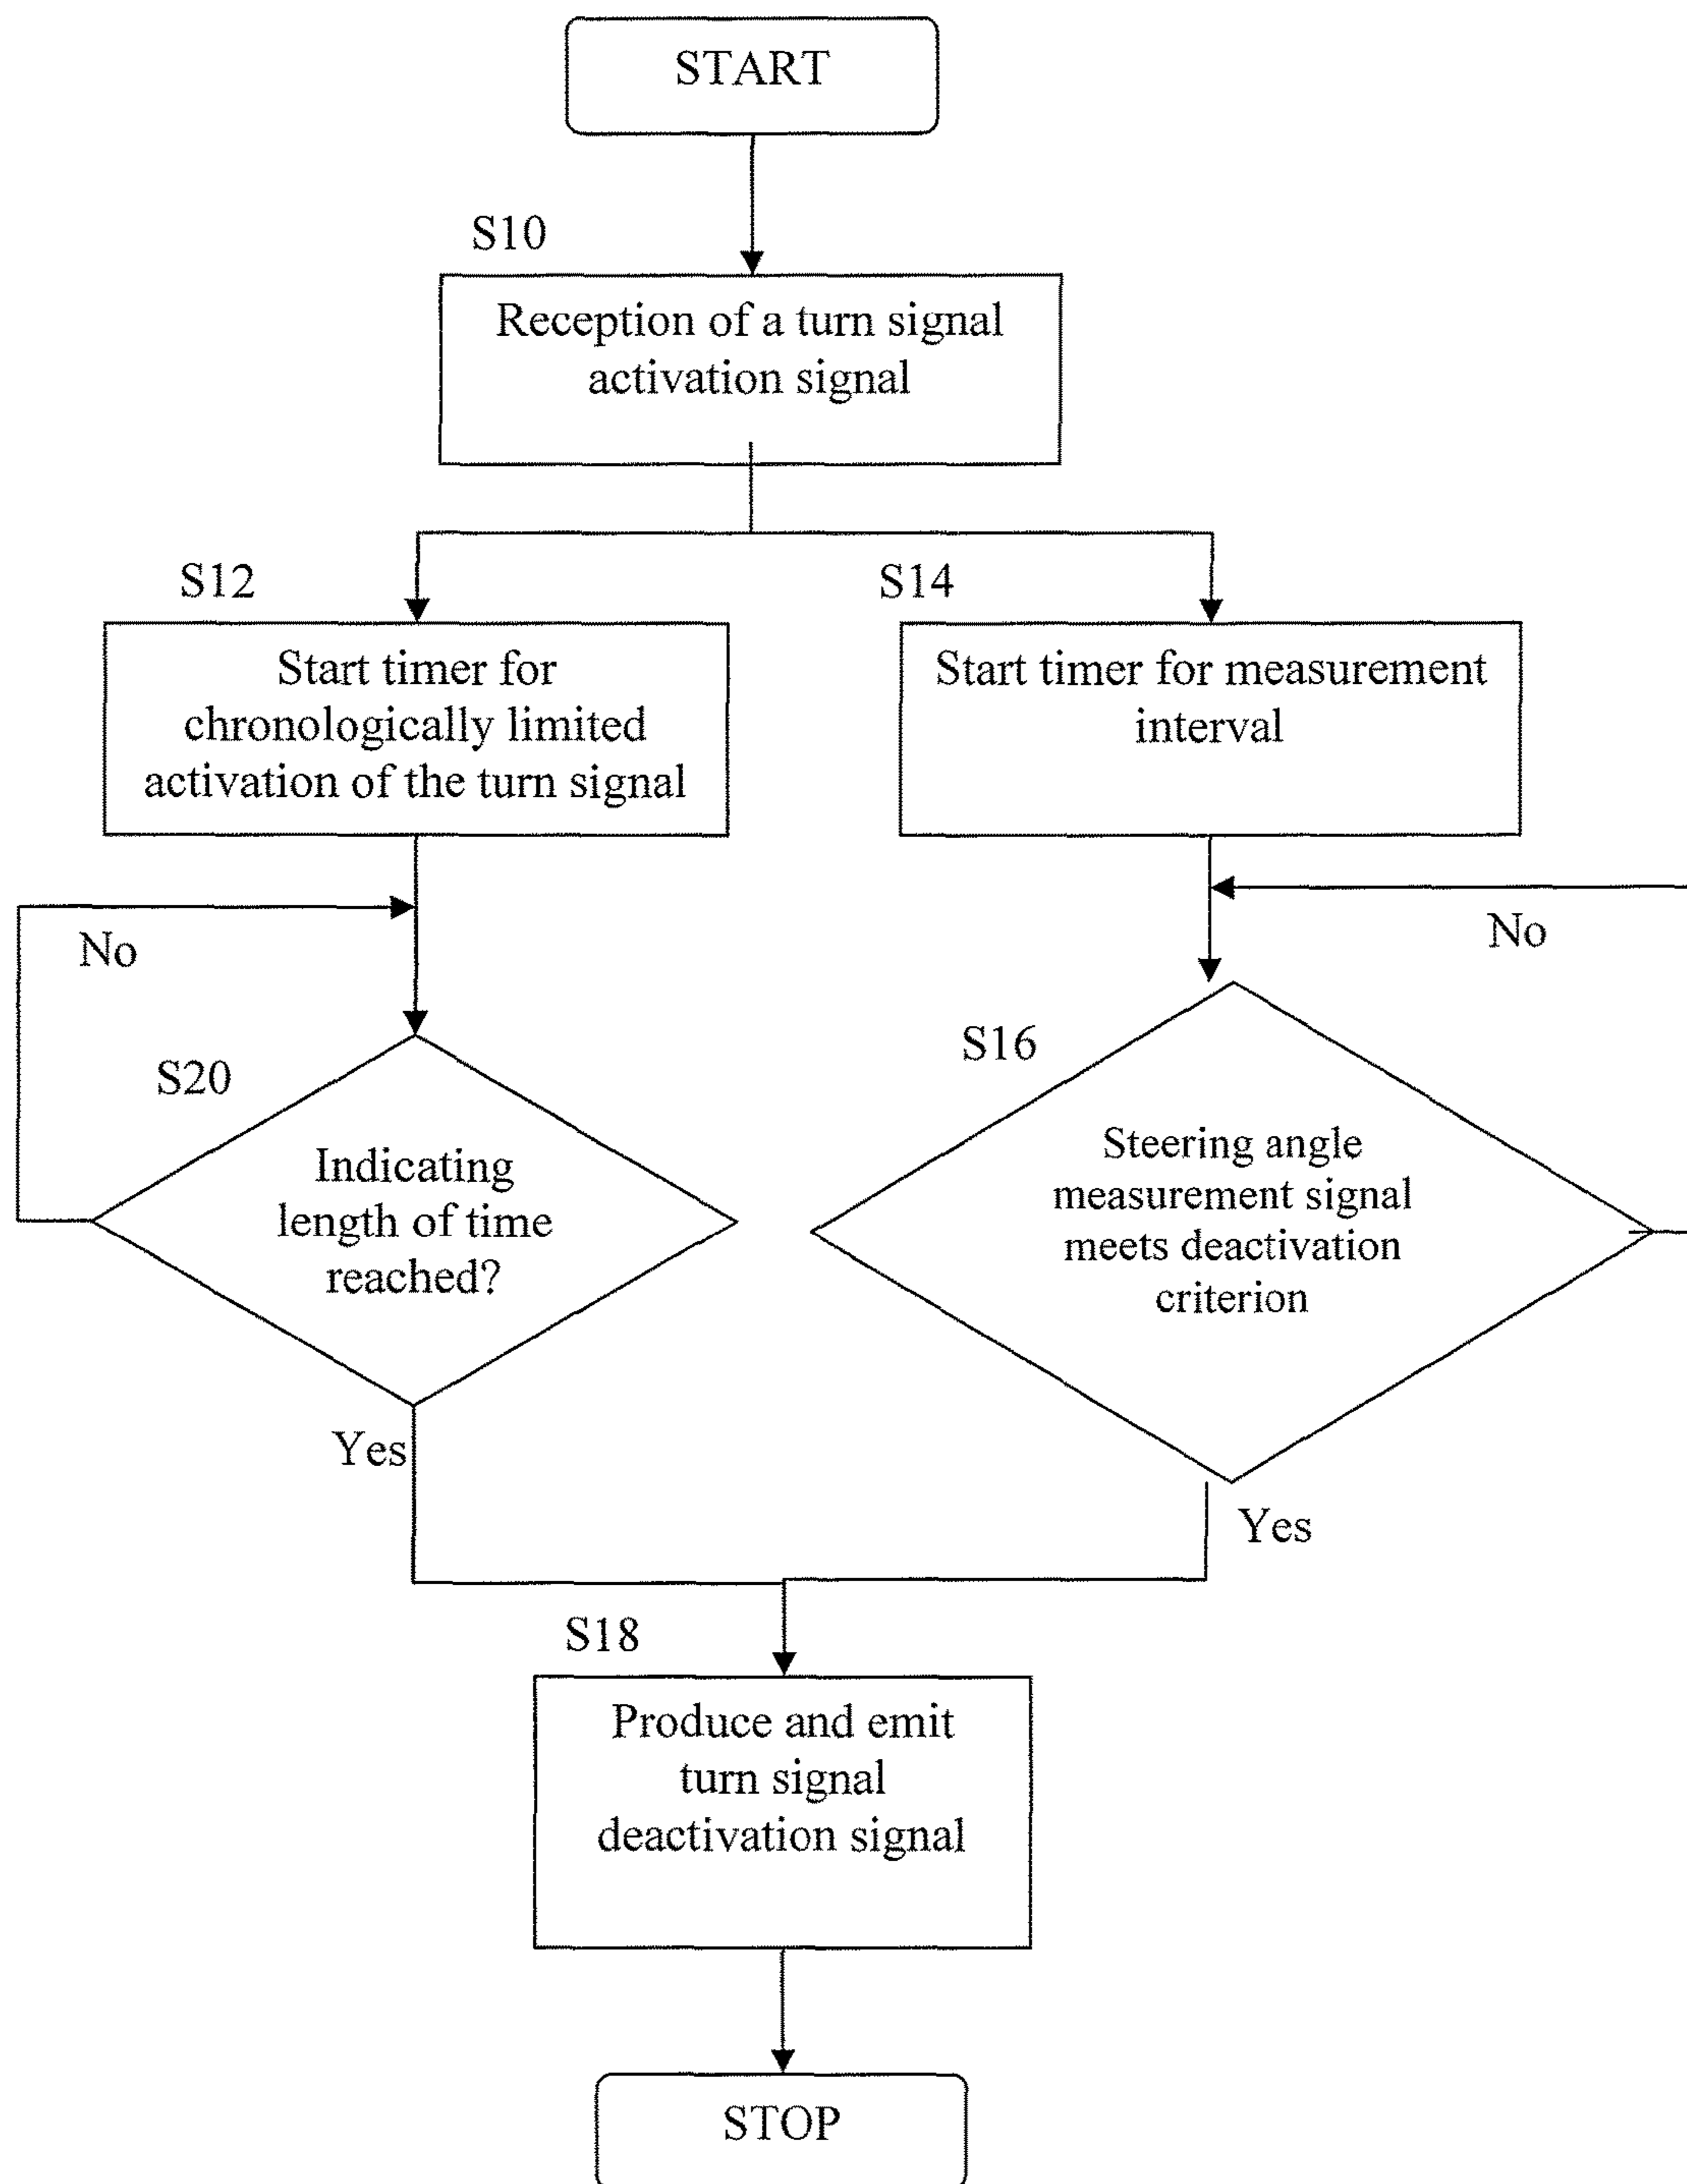 START
S10
Reception of a turn signal
activation signal
S12
Start timer for
chronologically limited
activation of the turn signal
S14
Start timer for measurement
interval
No
No
S20
Indicating
length of time
reached?
S16
Steering angle
measurement signal
meets deactivation
criterion
Yes
Yes
S18
Produce and emit
turn signal
deactivation signal
STOP